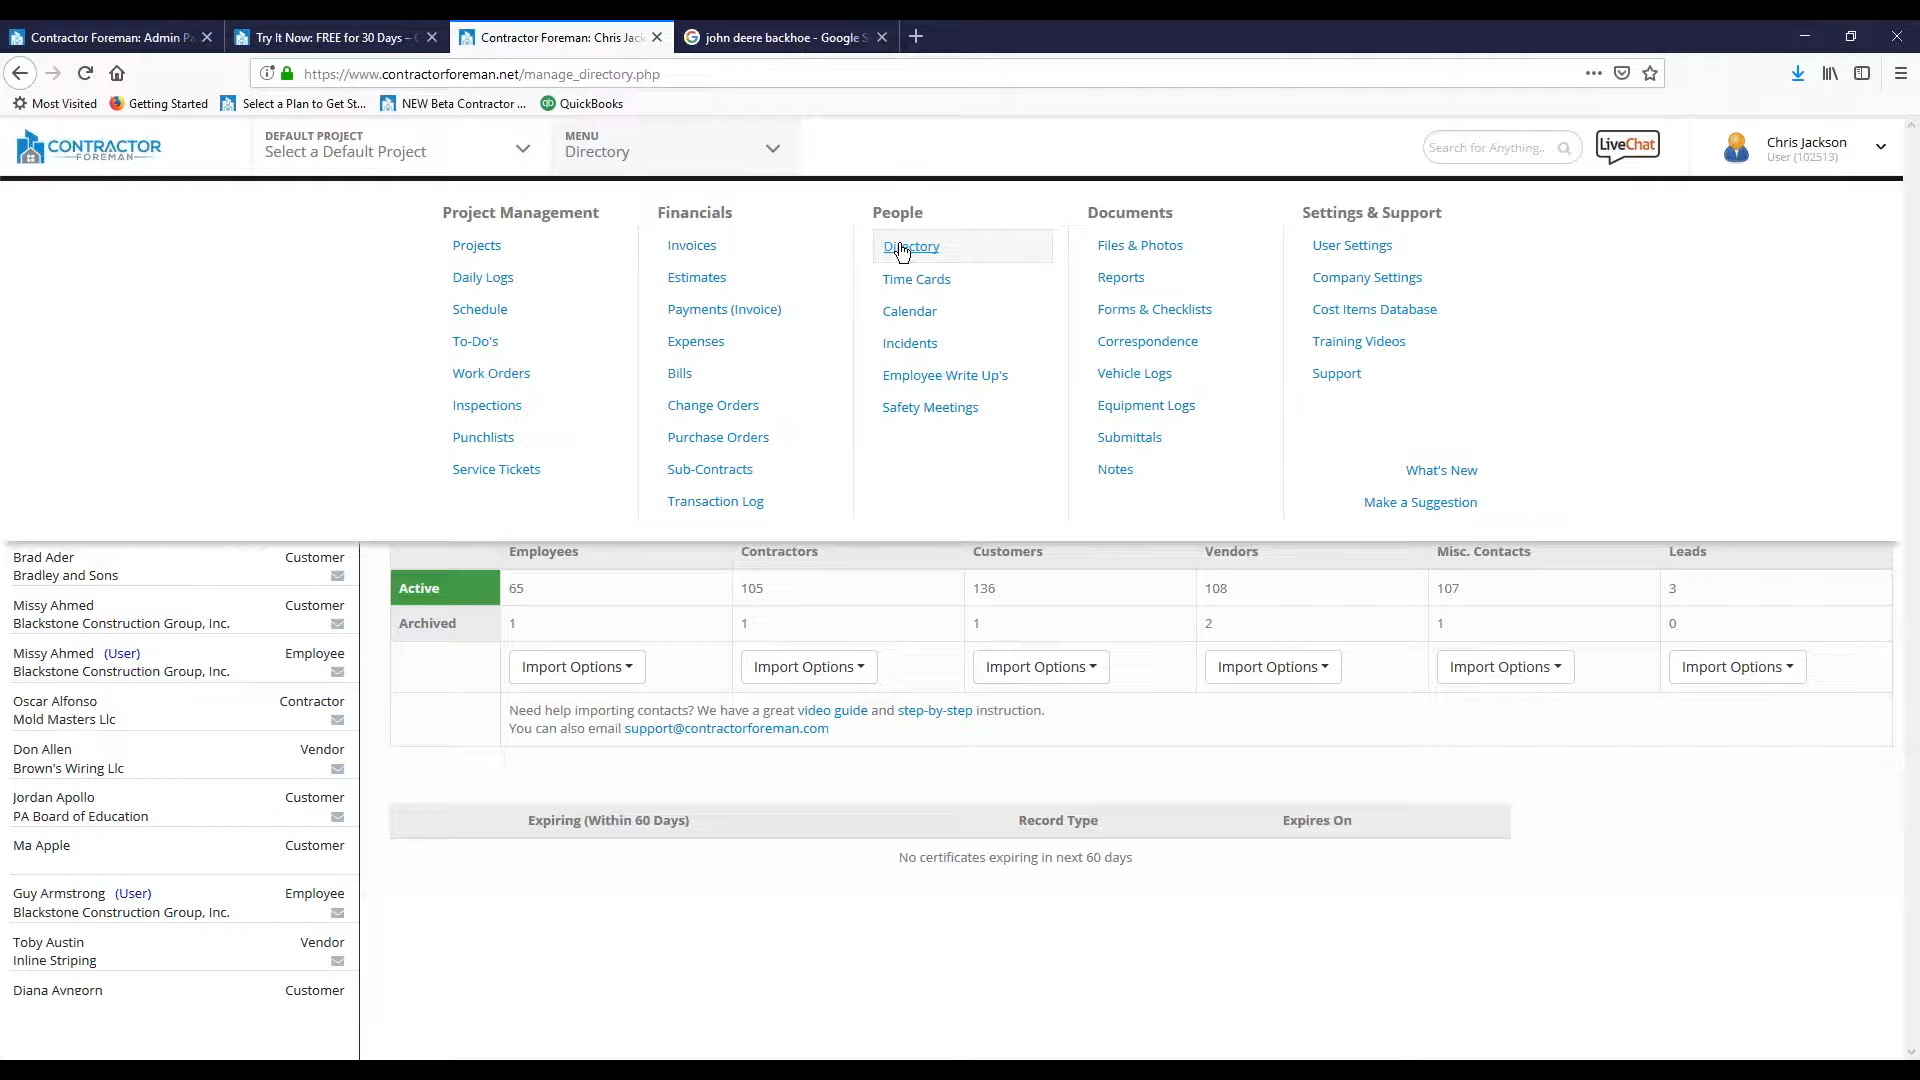 Contractor Foreman: Admin Pa
Try It Now: FREE for 30 Days –
Contractor Foreman: Chris Jack
john deere backhoe - Google S
https://www.contractorforeman.net/manage_directory.php
Most Visited
Getting Started
Select a Plan to Get St...
NEW Beta Contractor ...
QuickBooks
CONTRACTOR
FOREMAN
DEFAULT PROJECT
Select a Default Project
MENU
Directory
Search for Anything..
LiveChat
Chris Jackson
User (102513)
Project Management
Projects
Daily Logs
Schedule
To-Do's
Work Orders
Inspections
Punchlists
Service Tickets
Financials
Invoices
Estimates
Payments (Invoice)
Expenses
Bills
Change Orders
Purchase Orders
Sub-Contracts
Transaction Log
People
Directory
Time Cards
Calendar
Incidents
Employee Write Up's
Safety Meetings
Documents
Files & Photos
Reports
Forms & Checklists
Correspondence
Vehicle Logs
Equipment Logs
Submittals
Notes
Settings & Support
User Settings
Company Settings
Cost Items Database
Training Videos
Support
What's New
Make a Suggestion
Brad Ader Customer
Bradley and Sons
Missy Ahmed Customer
Blackstone Construction Group, Inc.
Missy Ahmed (User) Employee
Blackstone Construction Group, Inc.
Oscar Alfonso Contractor
Mold Masters Llc
Don Allen Vendor
Brown's Wiring Llc
Jordan Apollo Customer
PA Board of Education
Ma Apple Customer
Guy Armstrong (User) Employee
Blackstone Construction Group, Inc.
Toby Austin Vendor
Inline Striping
Diana Ayngorn Customer
Employees Contractors Customers Vendors Misc. Contacts Leads
Active 65 105 136 108 107 3
Archived 1 1 1 2 1 0
Import Options Import Options Import Options Import Options Import Options Import Options
Need help importing contacts? We have a great video guide and step-by-step instruction.
You can also email support@contractorforeman.com
Expiring (Within 60 Days) Record Type Expires On
No certificates expiring in next 60 days